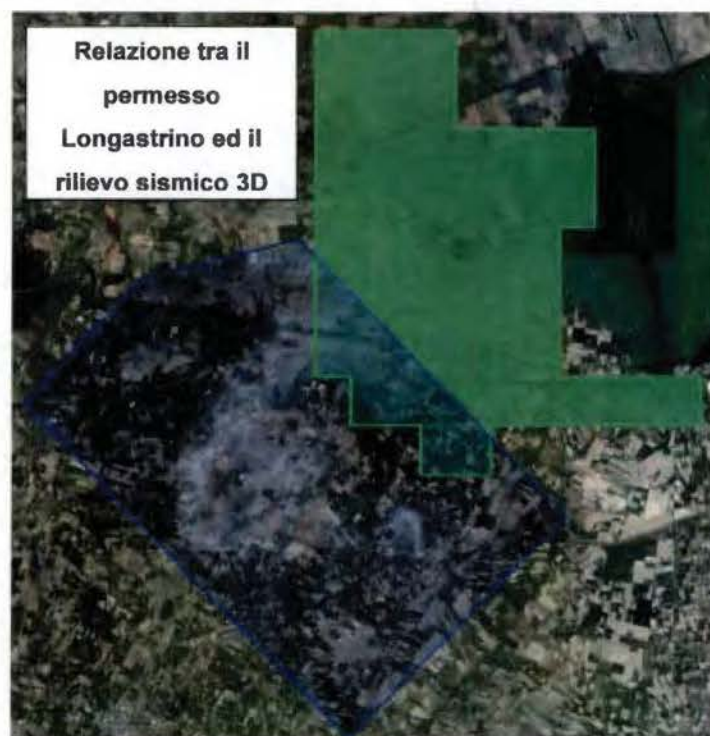 Relazione tra il
permesso
Longastrino ed il
rilievo sismico 3D